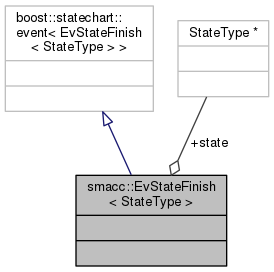 boost::statechart::
event< EvStateFinish
< StateType > >
StateType *
+state
smacc::EvStateFinish
< StateType >